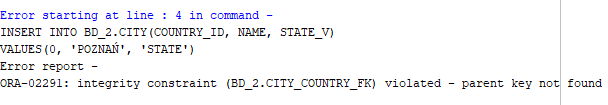 Error starting at line : 4 in command -
INSERT INTO BD_2.CITY(COUNTRY_ID, NAME, STATE_V)
VALUES(0, 'POZNAŃ', 'STATE')
Error report -
ORA-02291: integrity constraint (BD_2.CITY_COUNTRY_FK) violated - parent key not found